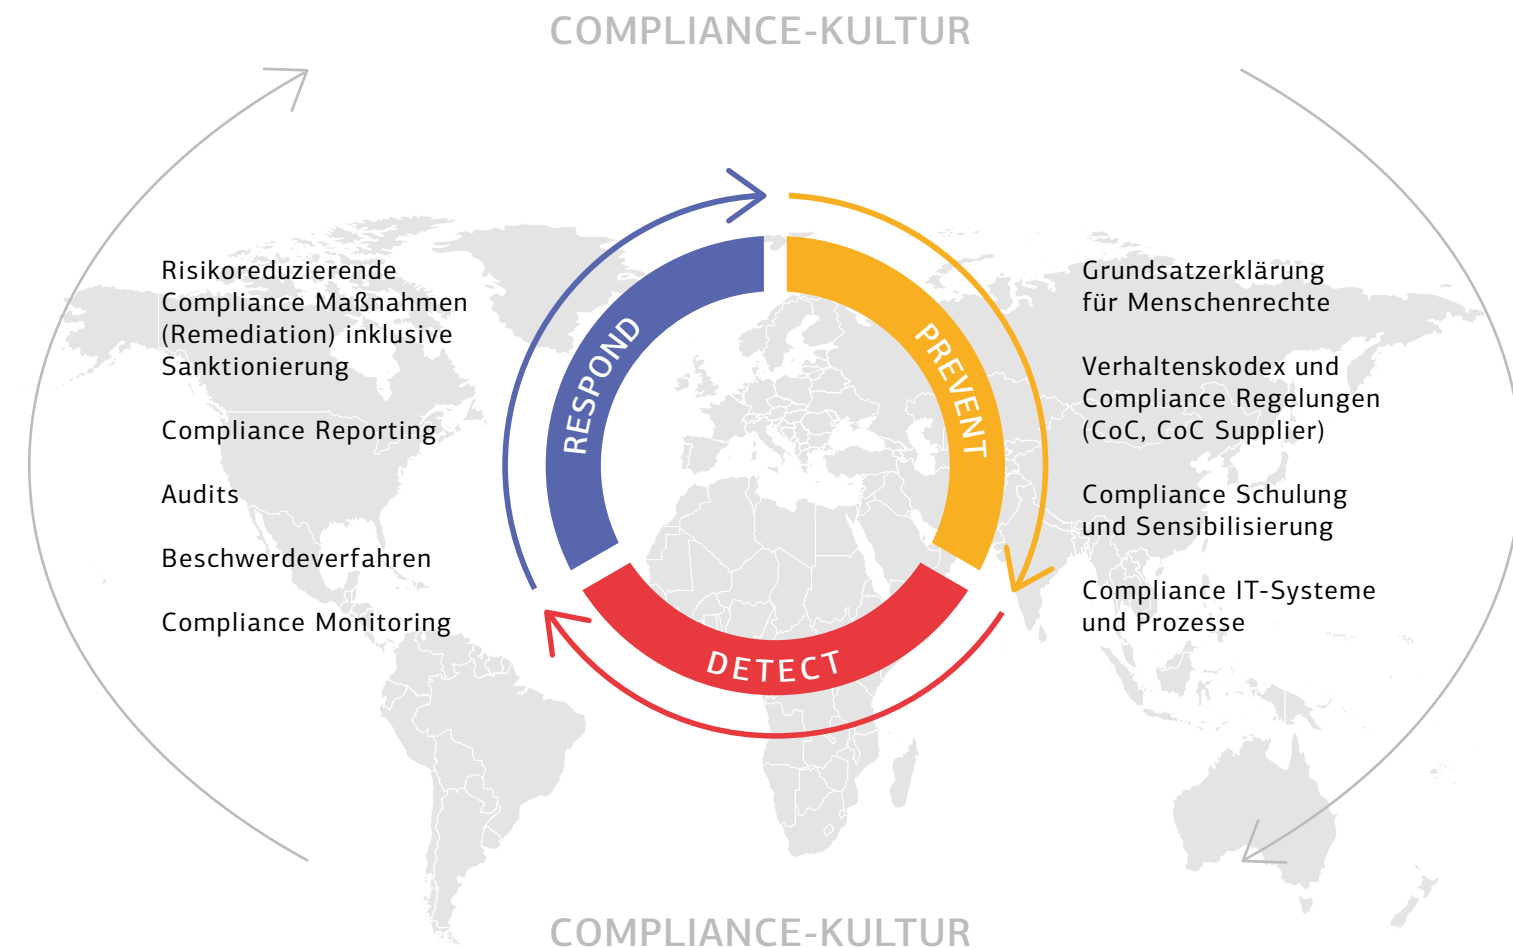 COMPLIANCE-KULTUR
Risikoreduzierende
Compliance Maßnahmen
(Remediation) inklusive
Sanktionierung
Compliance Reporting
Audits
Beschwerdeverfahren
Compliance Monitoring
RESPOND
PREVENT
DETECT
Grundsatzerklärung
für Menschenrechte
Verhaltenskodex und
Compliance Regelungen
(CoC, CoC Supplier)
Compliance Schulung
und Sensibilisierung
Compliance IT-Systeme
und Prozesse
COMPLIANCE-KULTUR